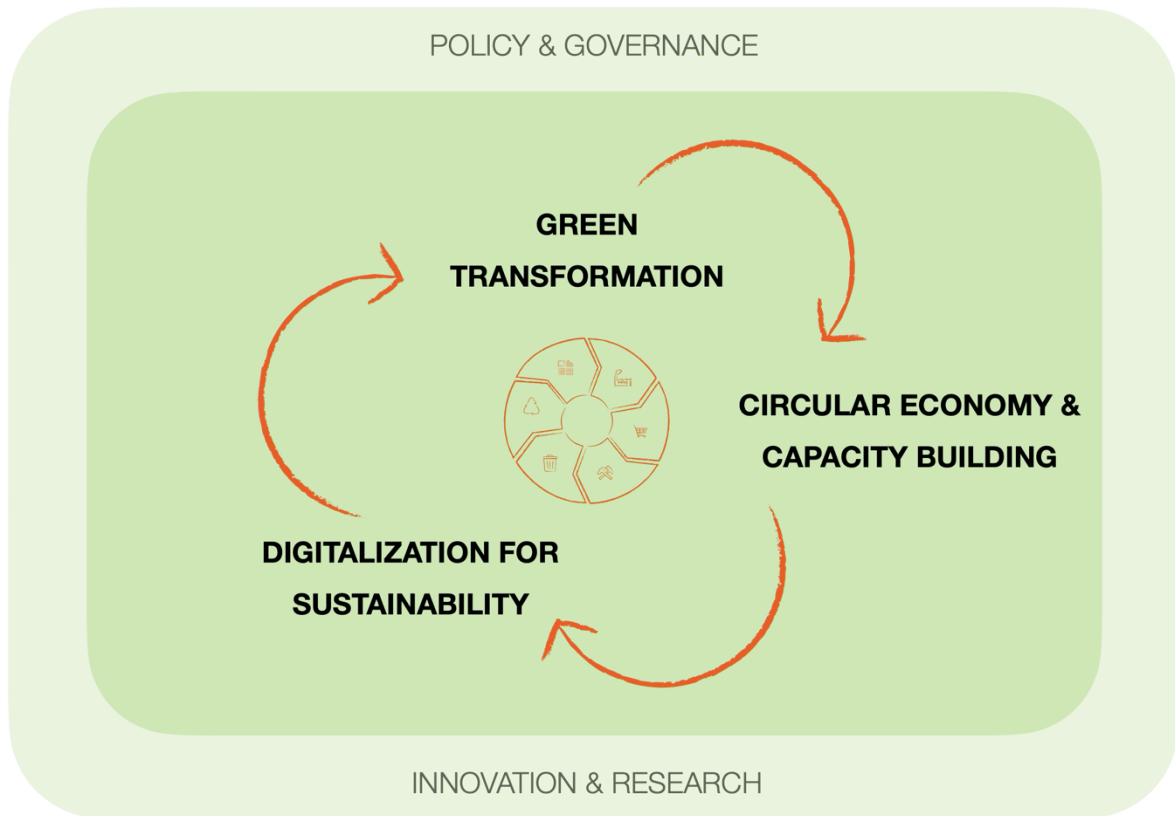 POLICY & GOVERNANCE
GREEN
TRANSFORMATION
CIRCULAR ECONOMY &
CAPACITY BUILDING
DIGITALIZATION FOR
SUSTAINABILITY
INNOVATION & RESEARCH